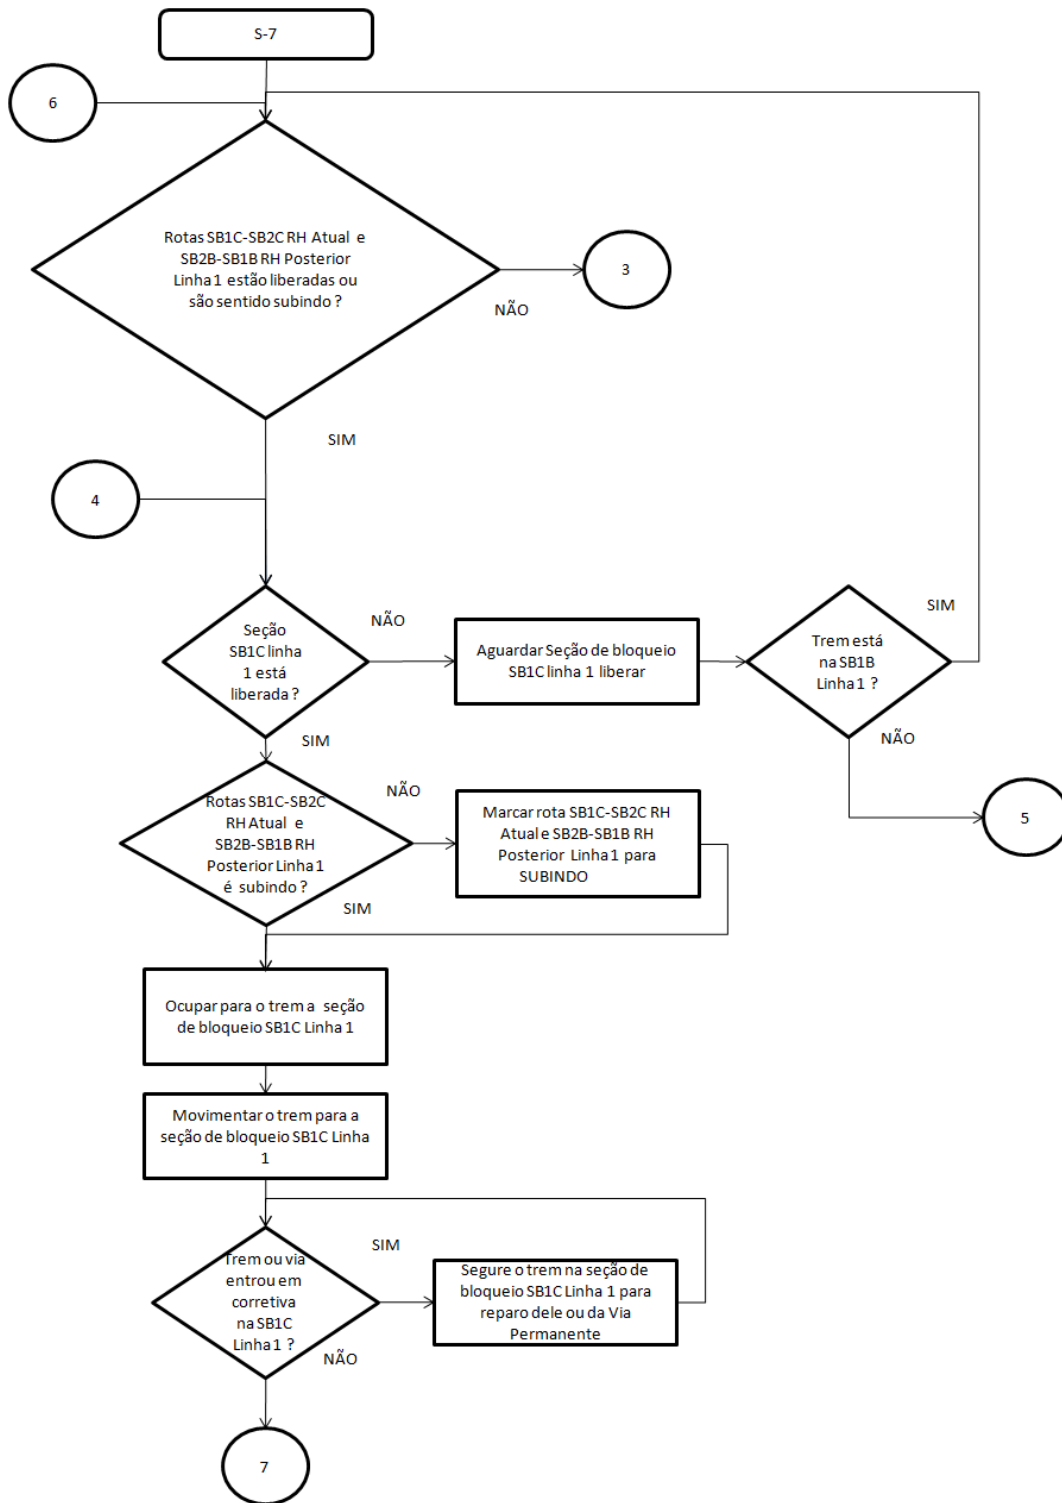 S-7
6
Rotas SB1C-SB2C RH Atual e
SB2B-SB1B RH Posterior
Linha 1 estão liberadas ou
são sentido subindo ?
3
NÃO
SIM
4
Seção
SB1C linha
1 está
liberada ?
NÃO
Aguardar Seção de bloqueio
SB1C linha 1 liberar
Trem está
na SB1B
Linha 1 ?
SIM
SIM
NÃO
Rotas SB1C-SB2C
RH Atual e
SB2B-SB1B RH
Posterior Linha 1
é subindo ?
NÃO
Marcar rota SB1C-SB2C RH
Atual e SB2B-SB1B RH
Posterior Linha 1 para
SUBINDO
5
SIM
Ocupar para o trem a seção
de bloqueio SB1C Linha 1
Movimentar o trem para a
seção de bloqueio SB1C Linha
1
Trem ou via
entrou em
corretiva
na SB1C
Linha 1 ?
SIM
Segure o trem na seção de
bloqueio SB1C Linha 1 para
reparo dele ou da Via
Permanente
NÃO
7